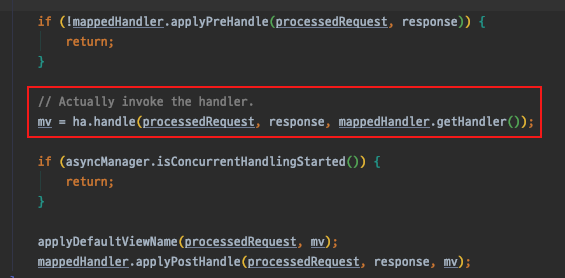 if (!mappedHandler.applyPreHandle(processedRequest, response)) {
return;
}
// Actually invoke the handler.
mv = ha.handle(processedRequest, response, mappedHandler.getHandler());
if (asyncManager.isConcurrentHandlingStarted()) {
return;
}
applyDefaultViewName(processedRequest, mv);
mappedHandler.applyPostHandle(processedRequest, response, mv);